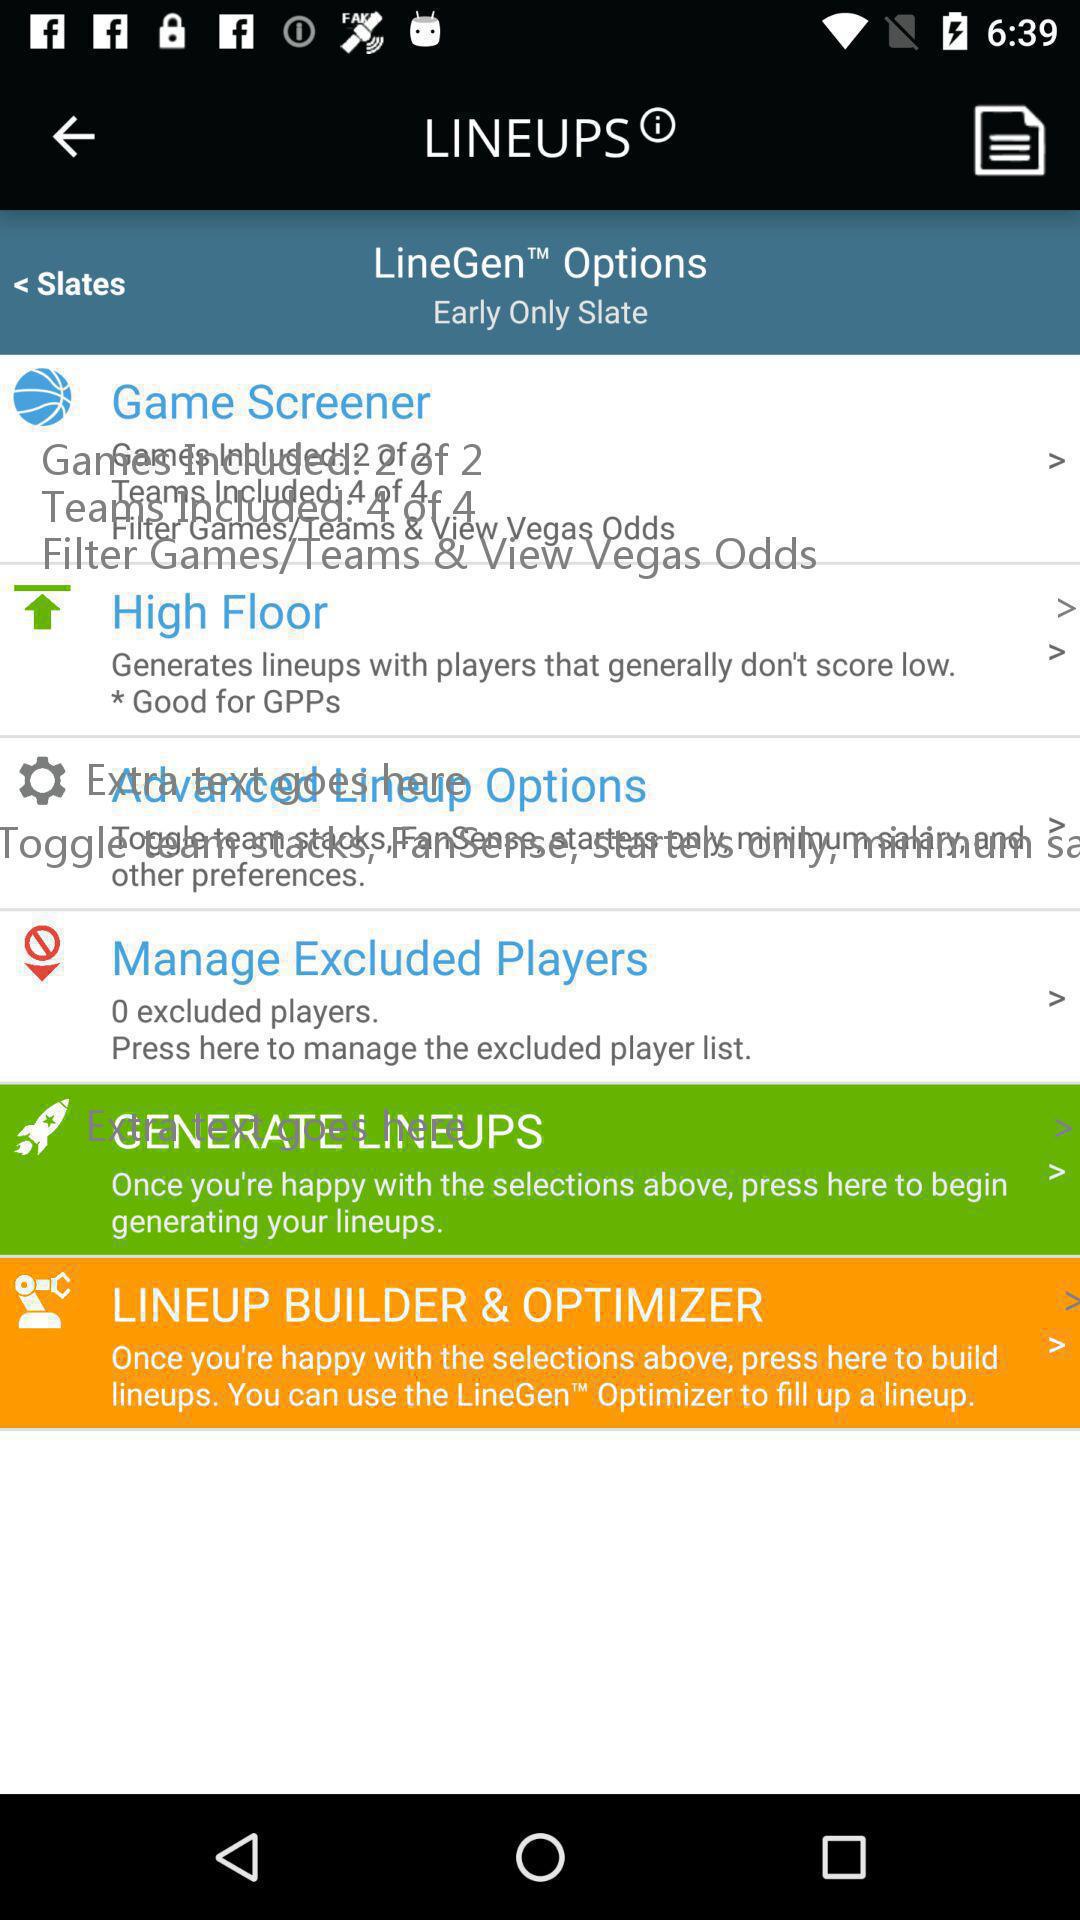 FAK
6:39
LINEUPS
< Slates
LineGen™ Options
Early Only Slate
Game Screener
Games Included: 2 of 2
Games Included: 2 of 2
Teams Included: 4 of 4
Teams Included: 4 of 4
Filter Games/Teams & View Vegas Odds
Filter Games/Teams & View Vegas Odds
>
High Floor
>
Generates lineups with players that generally don't score low.
* Good for GPPs
>
Extra text goes here
Advanced Lineup Options
Toggle team stacks, FanSense, starters only, minimum salary, and
other preferences.
Toggle team stacks, FanSense, starters only, minimum sa
>
Manage Excluded Players
0 excluded players.
Press here to manage the excluded player list.
>
Extra text goes here
GENERATE LINEUPS
>
Once you're happy with the selections above, press here to begin
generating your lineups.
>
LINEUP BUILDER & OPTIMIZER
>
Once you're happy with the selections above, press here to build
lineups. You can use the LineGen™ Optimizer to fill up a lineup.
>